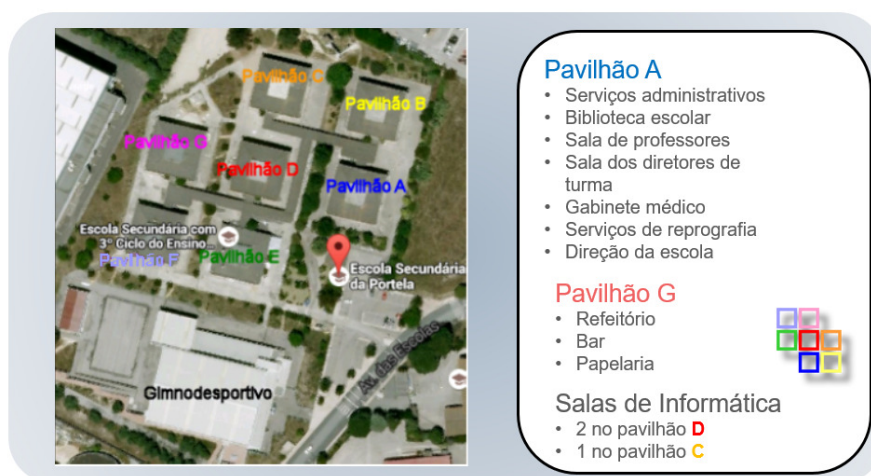 Pavilhão C
Pavilhão B
Pavilhão G
Pavilhão D
Pavilhão A
Escola Secundária com
3º Ciclo do Ensino...
Pavilhão F
Pavilhão E
Escola Secundária
da Portela
Av. das Escolas
Gimnodesportivo
Pavilhão A
• Serviços administrativos
• Biblioteca escolar
• Sala de professores
• Sala dos diretores de
turma
• Gabinete médico
• Serviços de reprografia
• Direção da escola
Pavilhão G
• Refeitório
• Bar
• Papelaria
Salas de Informática
• 2 no pavilhão D
• 1 no pavilhão C